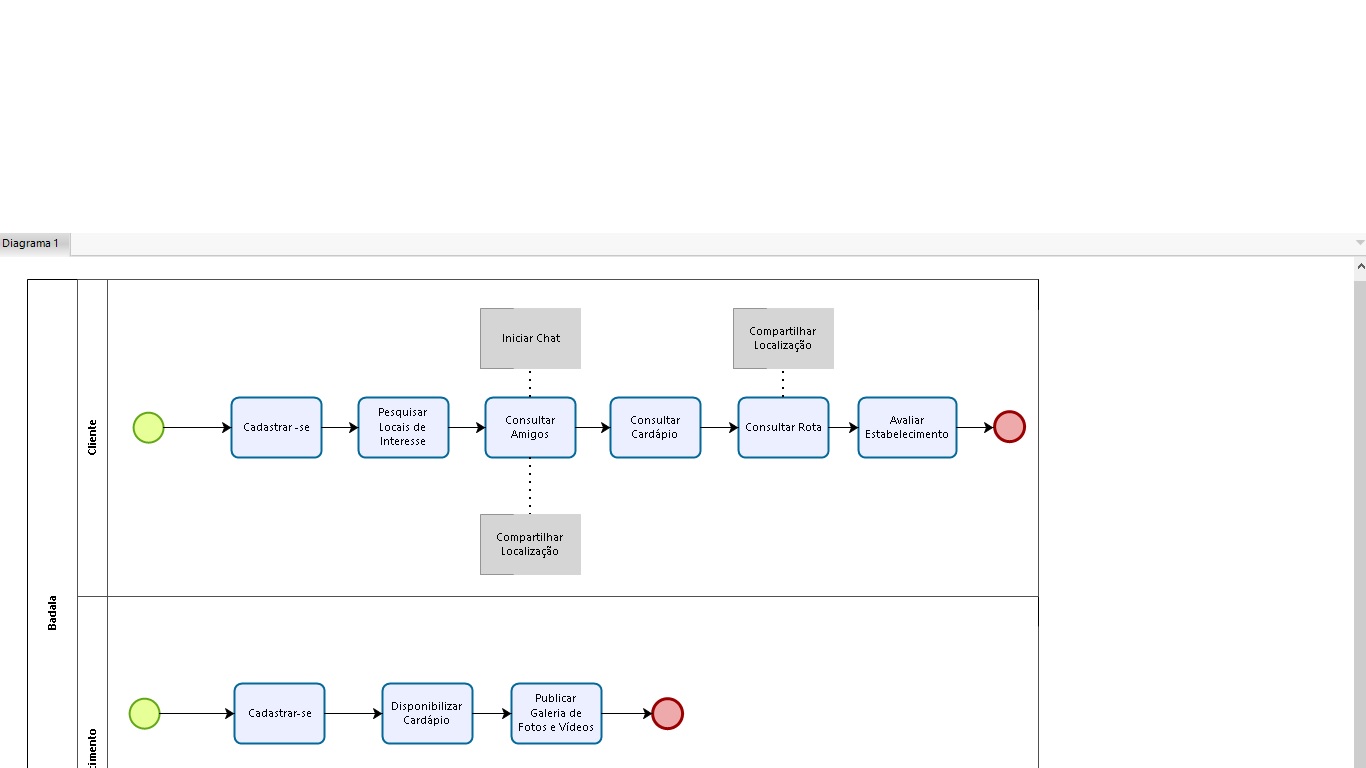 Diagrama 1
Badala
Cliente
Iniciar Chat
Compartilhar
Localização
Cadastrar -se
Pesquisar
Locais de
Interesse
Consultar
Amigos
Consultar
Cardápio
Consultar Rota
Avaliar
Estabelecimento
Compartilhar
Localização
cimento
Cadastrar-se
Disponibilizar
Cardápio
Publicar
Galeria de
Fotos e Vídeos